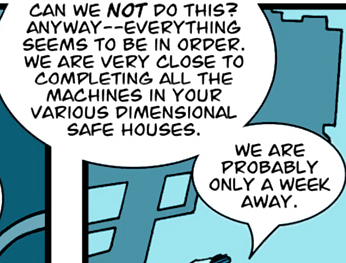 CAN WE NOT DO THIS?
ANYWAY--EVERYTHING
SEEMS TO BE IN ORDER.
WE ARE VERY CLOSE TO
COMPLETING ALL THE
MACHINES IN YOUR
VARIOUS DIMENSIONAL
SAFE HOUSES.
WE ARE
PROBABLY
ONLY A WEEK
AWAY.